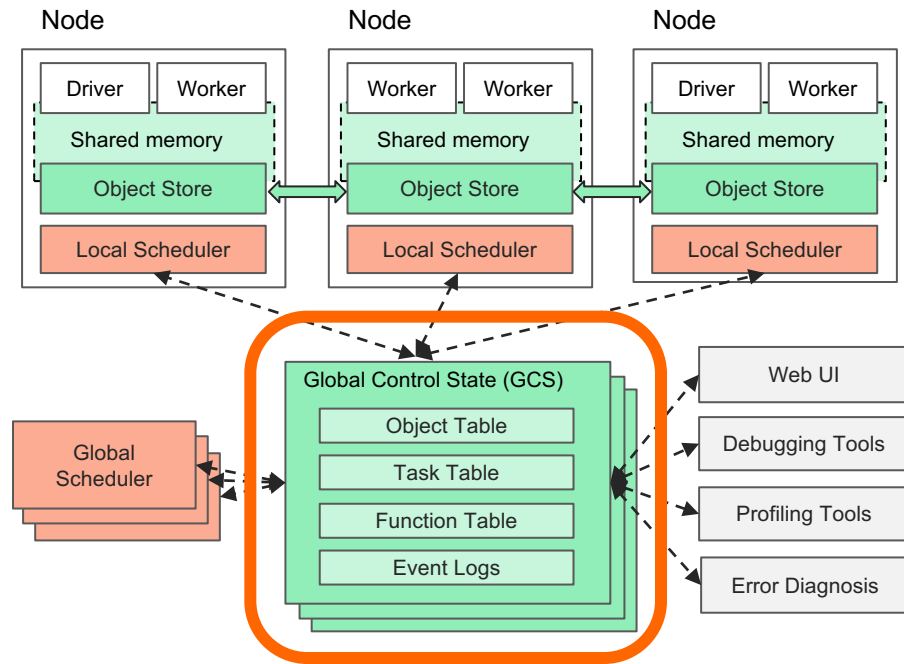 Node
Node
Node
Driver
Worker
Worker
Worker
Driver
Worker
Shared memory
Shared memory
Shared memory
Object Store
Object Store
Object Store
Local Scheduler
Local Scheduler
Local Scheduler
Global Control State (GCS)
Object Table
Task Table
Function Table
Event Logs
Global
Scheduler
Web UI
Debugging Tools
Profiling Tools
Error Diagnosis